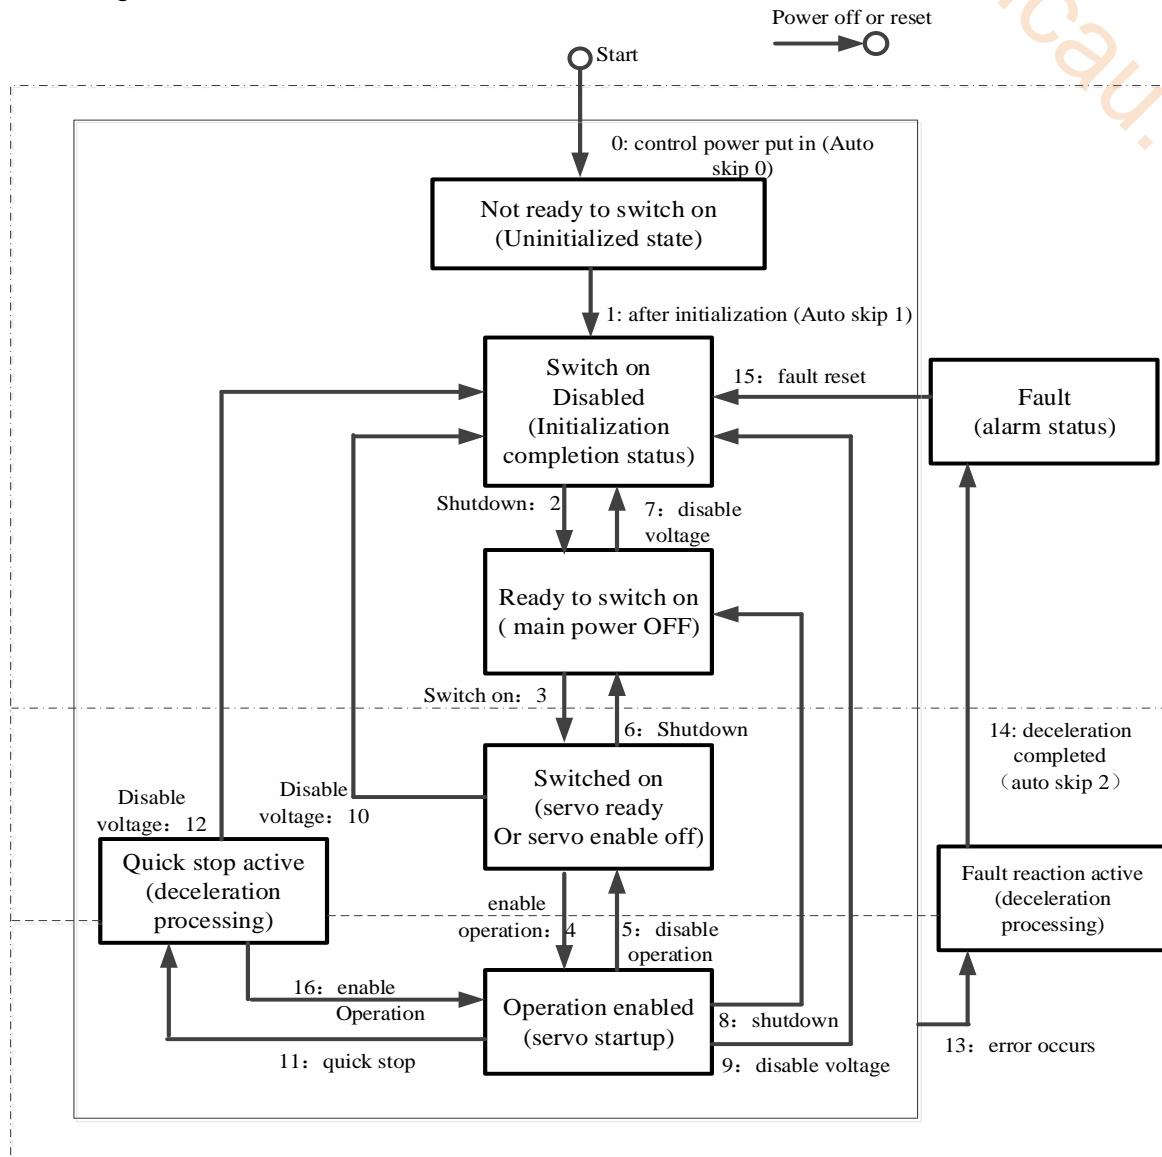 Power off or reset
Start
0: control power put in (Auto
skip 0)
Not ready to switch on
(Uninitialized state)
1: after initialization (Auto skip 1)
Switch on
Disabled
(Initialization
completion status)
15：fault reset
Fault
(alarm status)
Shutdown：2
7：disable
voltage
Ready to switch on
( main power OFF)
Switch on：3
6：Shutdown
14: deceleration
completed
（auto skip 2）
Switched on
(servo ready
Or servo enable off)
Disable
voltage：12
Disable
voltage：10
Quick stop active
(deceleration
processing)
Fault reaction active
(deceleration
processing)
enable
operation：4
5：disable
operation
16：enable
Operation
Operation enabled
(servo startup)
8：shutdown
11：quick stop
9：disable voltage
13：error occurs
cau.